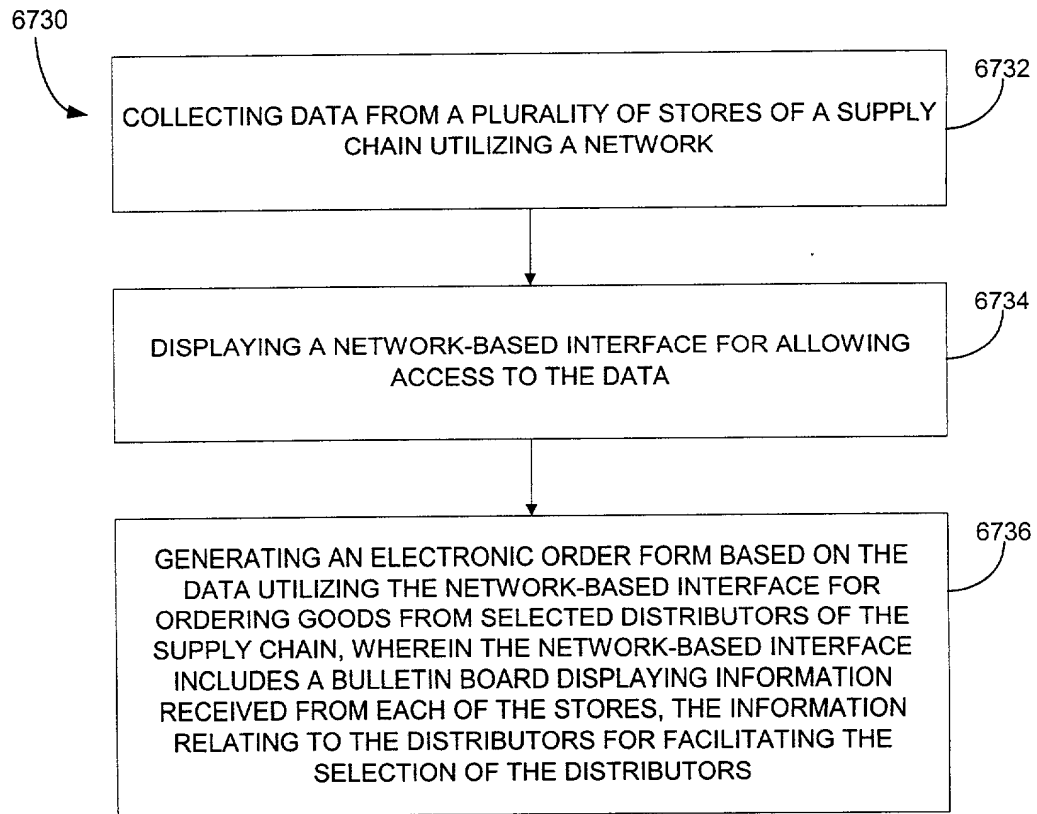 6730
6732
COLLECTING DATA FROM A PLURALITY OF STORES OF A SUPPLY
CHAIN UTILIZING A NETWORK
6734
DISPLAYING A NETWORK-BASED INTERFACE FOR ALLOWING
ACCESS TO THE DATA
6736
GENERATING AN ELECTRONIC ORDER FORM BASED ON THE
DATA UTILIZING THE NETWORK-BASED INTERFACE FOR
ORDERING GOODS FROM SELECTED DISTRIBUTORS OF THE
SUPPLY CHAIN, WHEREIN THE NETWORK-BASED INTERFACE
INCLUDES A BULLETIN BOARD DISPLAYING INFORMATION
RECEIVED FROM EACH OF THE STORES, THE INFORMATION
RELATING TO THE DISTRIBUTORS FOR FACILITATING THE
SELECTION OF THE DISTRIBUTORS